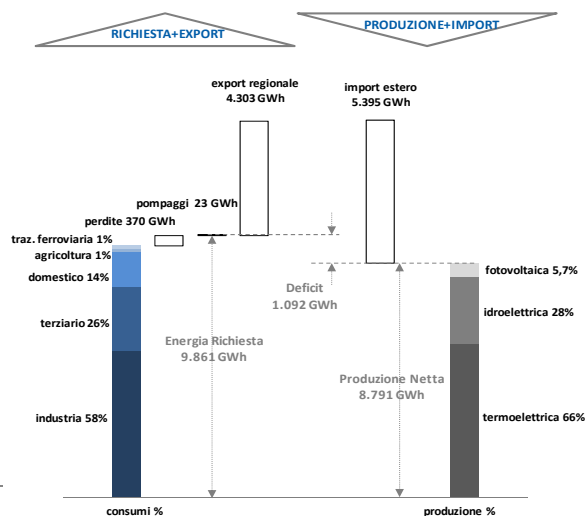 RICHIESTA+EXPORT
PRODUZIONE+IMPORT
export regionale
4.303 GWh
import estero
5.395 GWh
pompaggi 23 GWh
perdite 370 GWh
traz. ferroviaria 1%
agricoltura 1%
domestico 14%
terziario 26%
industria 58%
Energia Richiesta
9.861 GWh
Deficit
1.092 GWh
Produzione Netta
8.791 GWh
fotovoltaica 5,7%
idroelettrica 28%
termoelettrica 66%
consumi %
produzione %